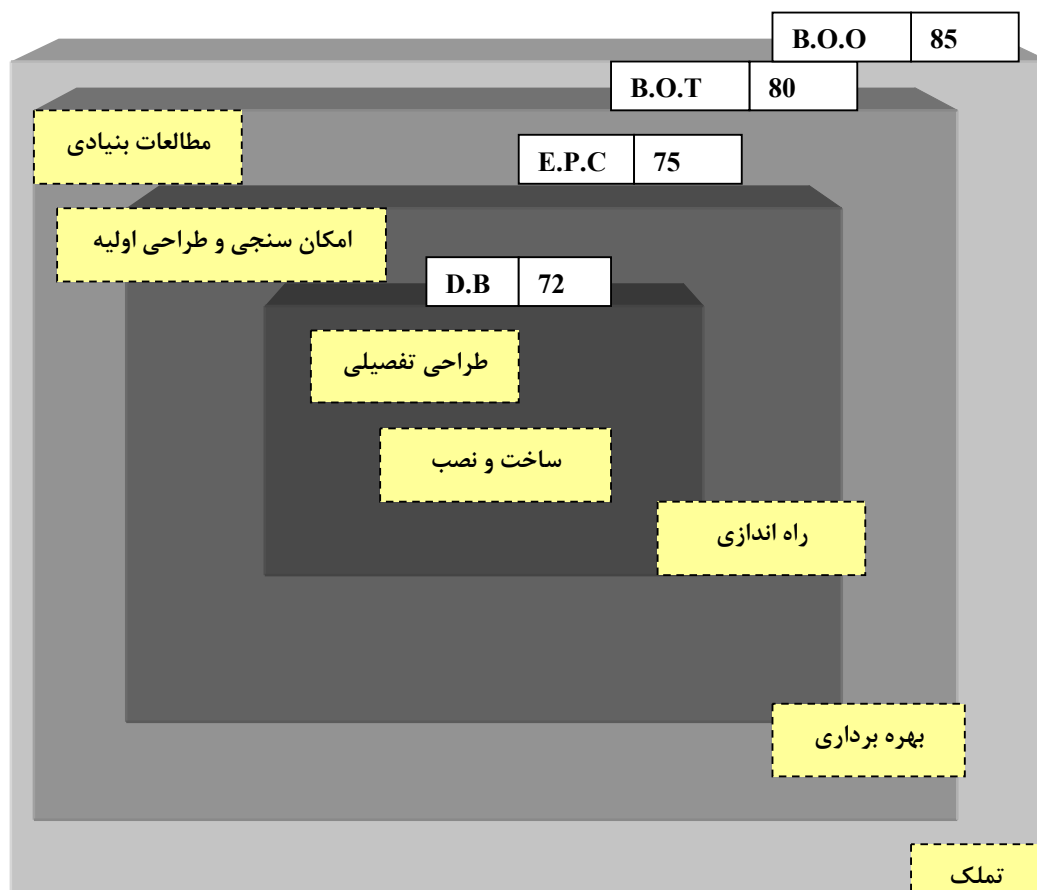 B.O.O 85
B.O.T 80
مطالعات بنیادی
E.P.C 75
امکان سنجی و طراحی اولیه
D.B 72
طراحی تفصیلی
ساخت و نصب
راه اندازی
بهره برداری
تملک